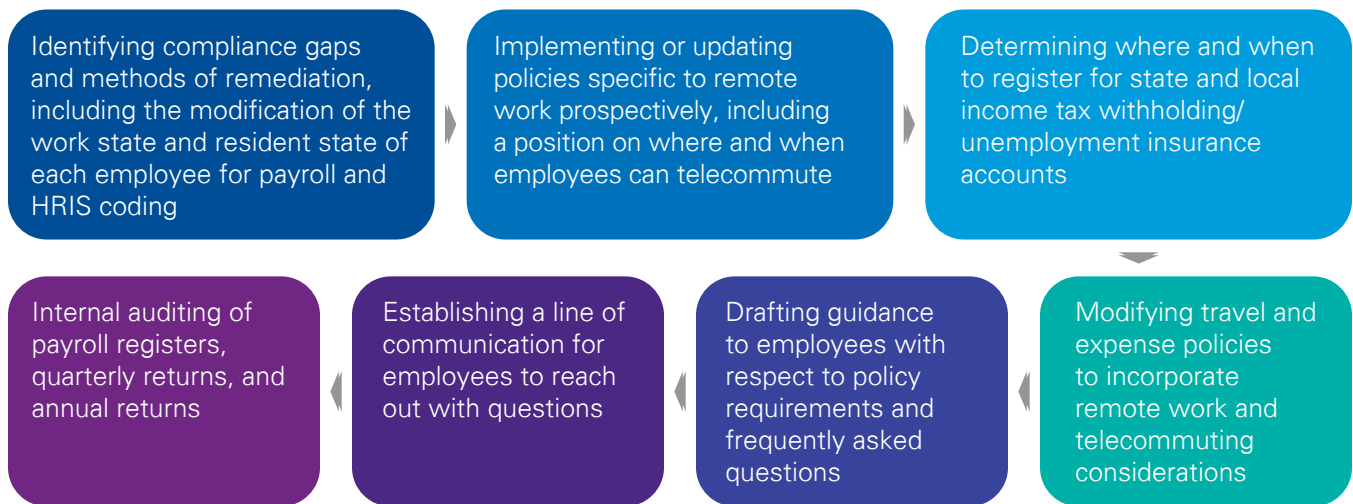 Identifying compliance gaps
and methods of remediation,
including the modification of the
work state and resident state of
each employee for payroll and
HRIS coding
Implementing or updating
policies specific to remote
work prospectively, including
a position on where and when
employees can telecommute
Determining where and when
to register for state and local
income tax withholding/
unemployment insurance
accounts
Modifying travel and
expense policies
to incorporate
remote work and
telecommuting
considerations
Drafting guidance
to employees with
respect to policy
requirements and
frequently asked
questions
Establishing a line of
communication for
employees to reach
out with questions
Internal auditing of
payroll registers,
quarterly returns, and
annual returns